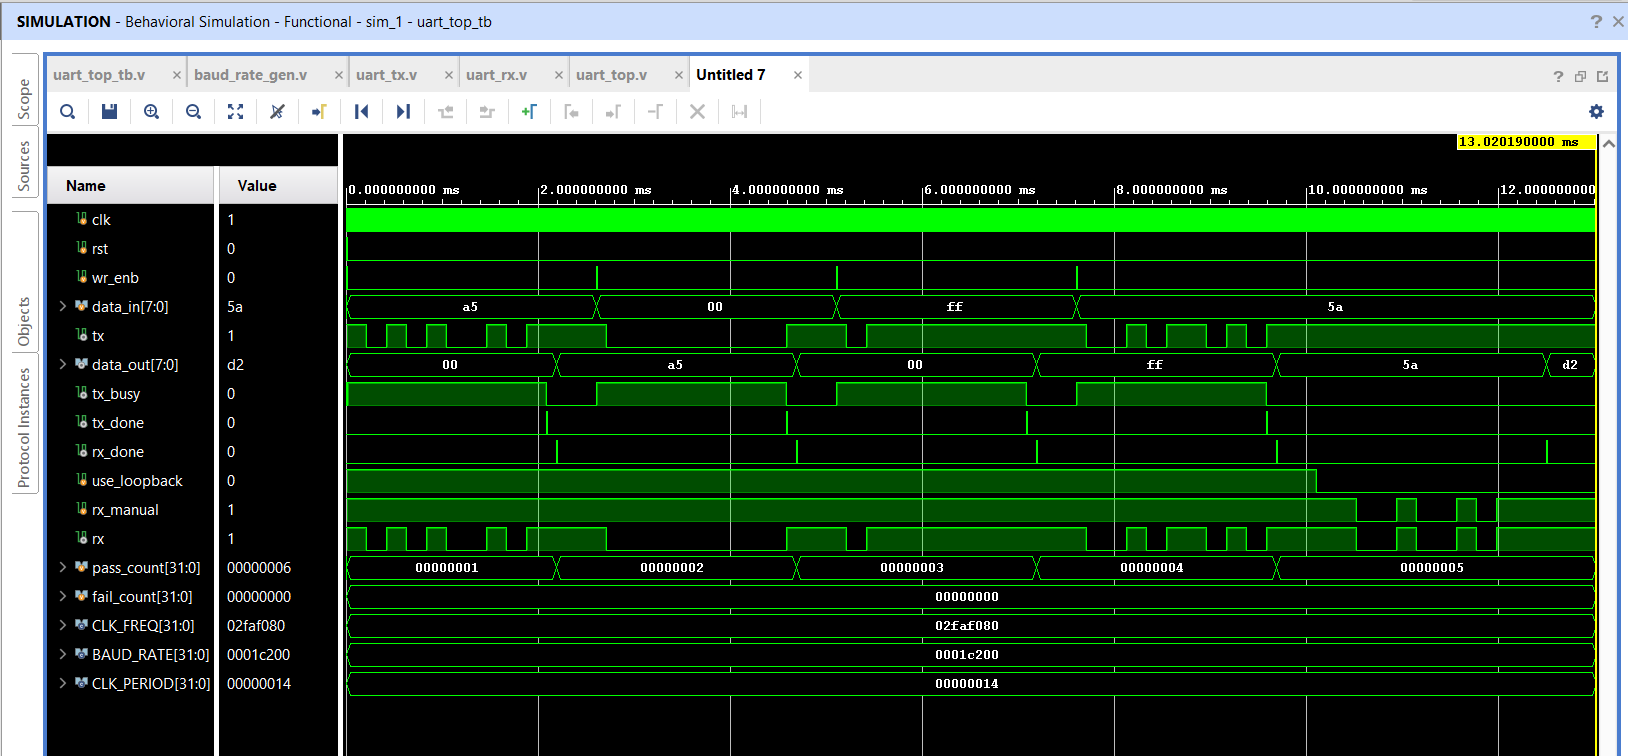 SIMULATION - Behavioral Simulation - Functional - sim_1 - uart_top_tb
uart_top_tb.v
baud_rate_gen.v
uart_tx.v
uart_rx.v
uart_top.v
Untitled 7
Scope
Sources
Objects
Protocol Instances
13.020190000 ms
Name Value
0.000000000 ms 2.000000000 ms 4.000000000 ms 6.000000000 ms 8.000000000 ms 10.000000000 ms 12.000000000
clk 1
rst 0
wr_enb 0
data_in[7:0] 5a a5 00 ff 5a
tx 1
data_out[7:0] d2 00 a5 00 ff 5a d2
tx_busy 0
tx_done 0
rx_done 0
use_loopback 0
rx_manual 1
rx 1
pass_count[31:0] 00000006 00000001 00000002 00000003 00000004 00000005
fail_count[31:0] 00000000 00000000
CLK_FREQ[31:0] 02faf080 02faf080
BAUD_RATE[31:0] 0001c200 0001c200
CLK_PERIOD[31:0] 00000014 00000014